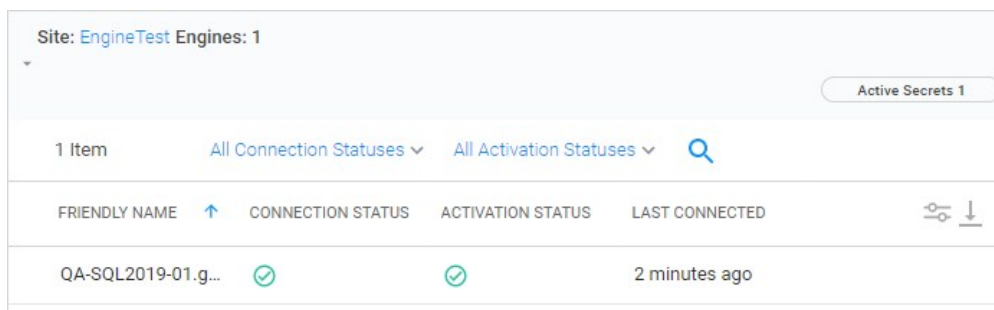 Site: EngineTest Engines: 1
Active Secrets 1
1 Item All Connection Statuses All Activation Statuses
FRIENDLY NAME CONNECTION STATUS ACTIVATION STATUS LAST CONNECTED
QA-SQL2019-01.g... 2 minutes ago